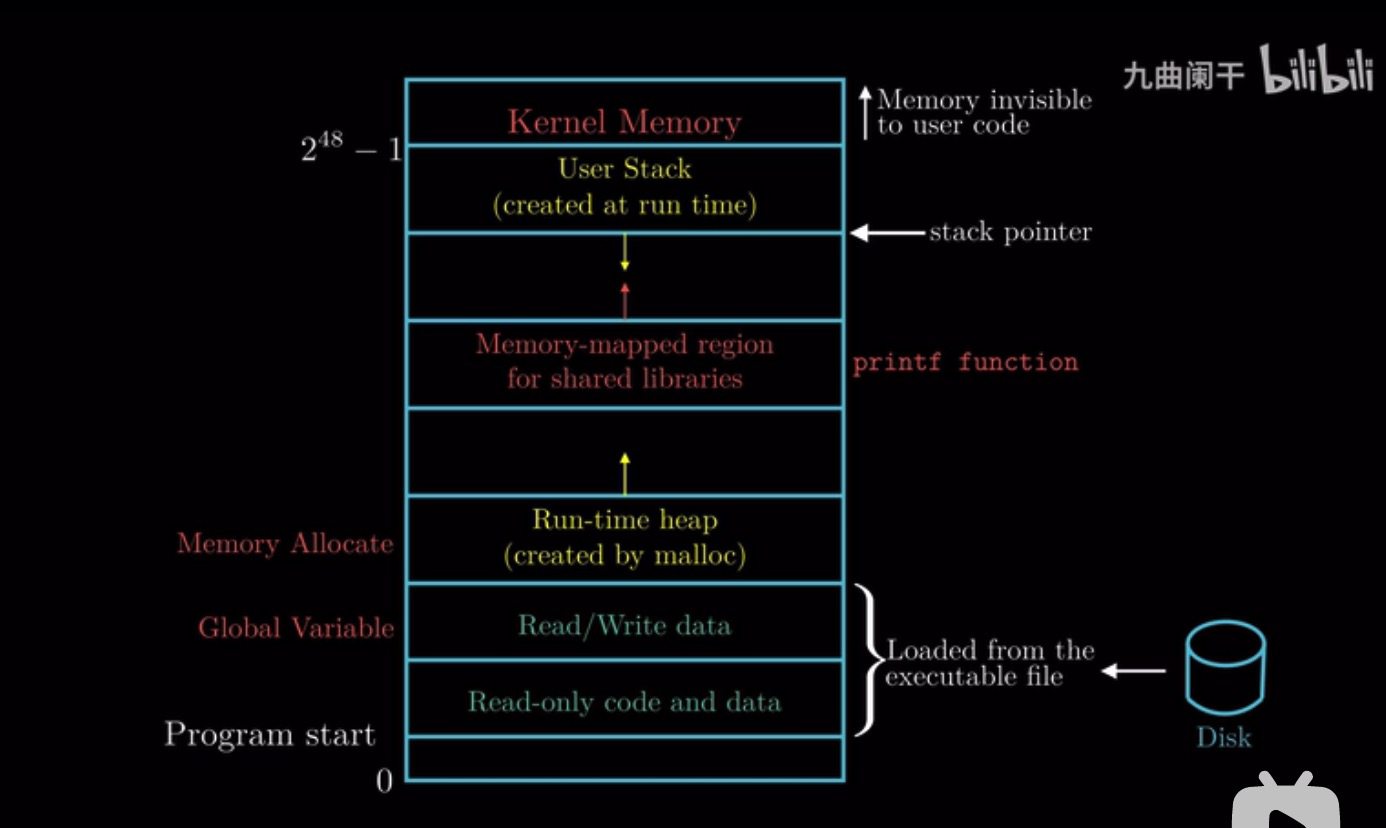 九曲阑干 bilibili
Kernel Memory
Memory invisible
to user code
2^48 − 1
User Stack
(created at run time)
stack pointer
Memory-mapped region
for shared libraries
printf function
Run-time heap
(created by malloc)
Memory Allocate
Global Variable
Read/Write data
Loaded from the
executable file
Read-only code and data
Program start
Disk
0